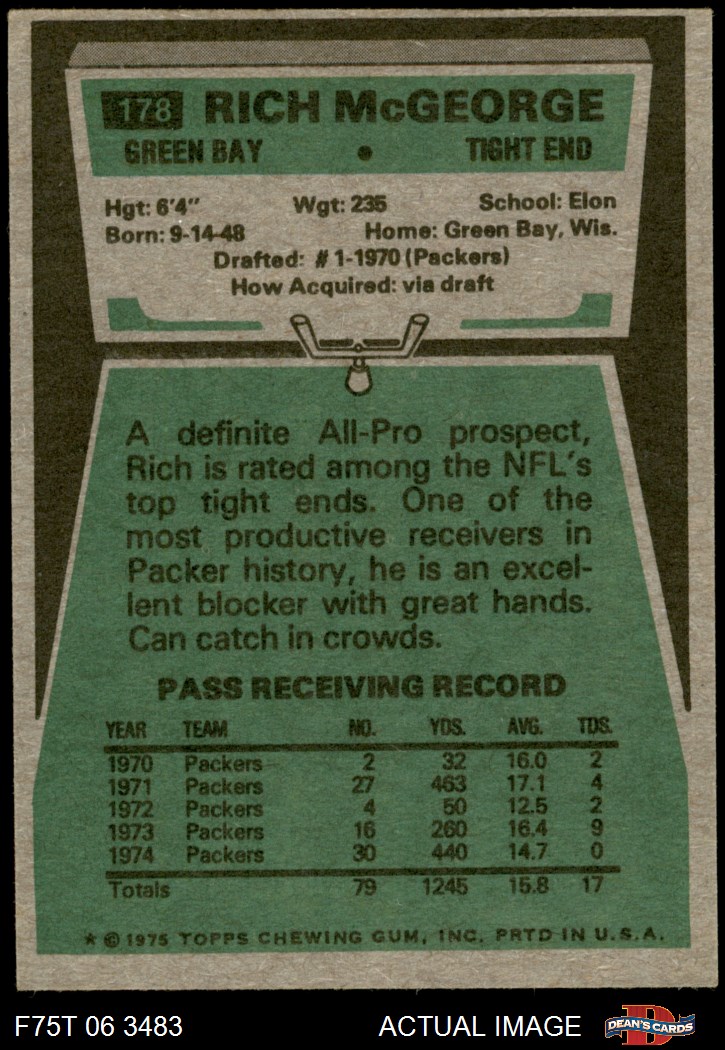 178 RICH McGEORGE
GREEN BAY • TIGHT END
Hgt: 6'4" Wgt: 235 School: Elon
Born: 9-14-48 Home: Green Bay, Wis.
Drafted: #1-1970 (Packers)
How Acquired: via draft
A definite All-Pro prospect,
Rich is rated among the NFL's
top tight ends. One of the
most productive receivers in
Packer history, he is an excel-
lent blocker with great hands.
Can catch in crowds.
PASS RECEIVING RECORD
YEAR TEAM NO. YDS. AVG. TDS.
1970 Packers 2 32 16.0 2
1971 Packers 27 463 17.1 4
1972 Packers 4 50 12.5 2
1973 Packers 16 260 16.4 9
1974 Packers 30 440 14.7 0
Totals 79 1245 15.8 17
* © 1975 TOPPS CHEWING GUM, INC. PRTD IN U.S.A.
F75T 06 3483 ACTUAL IMAGE D DEAN'S CARDS